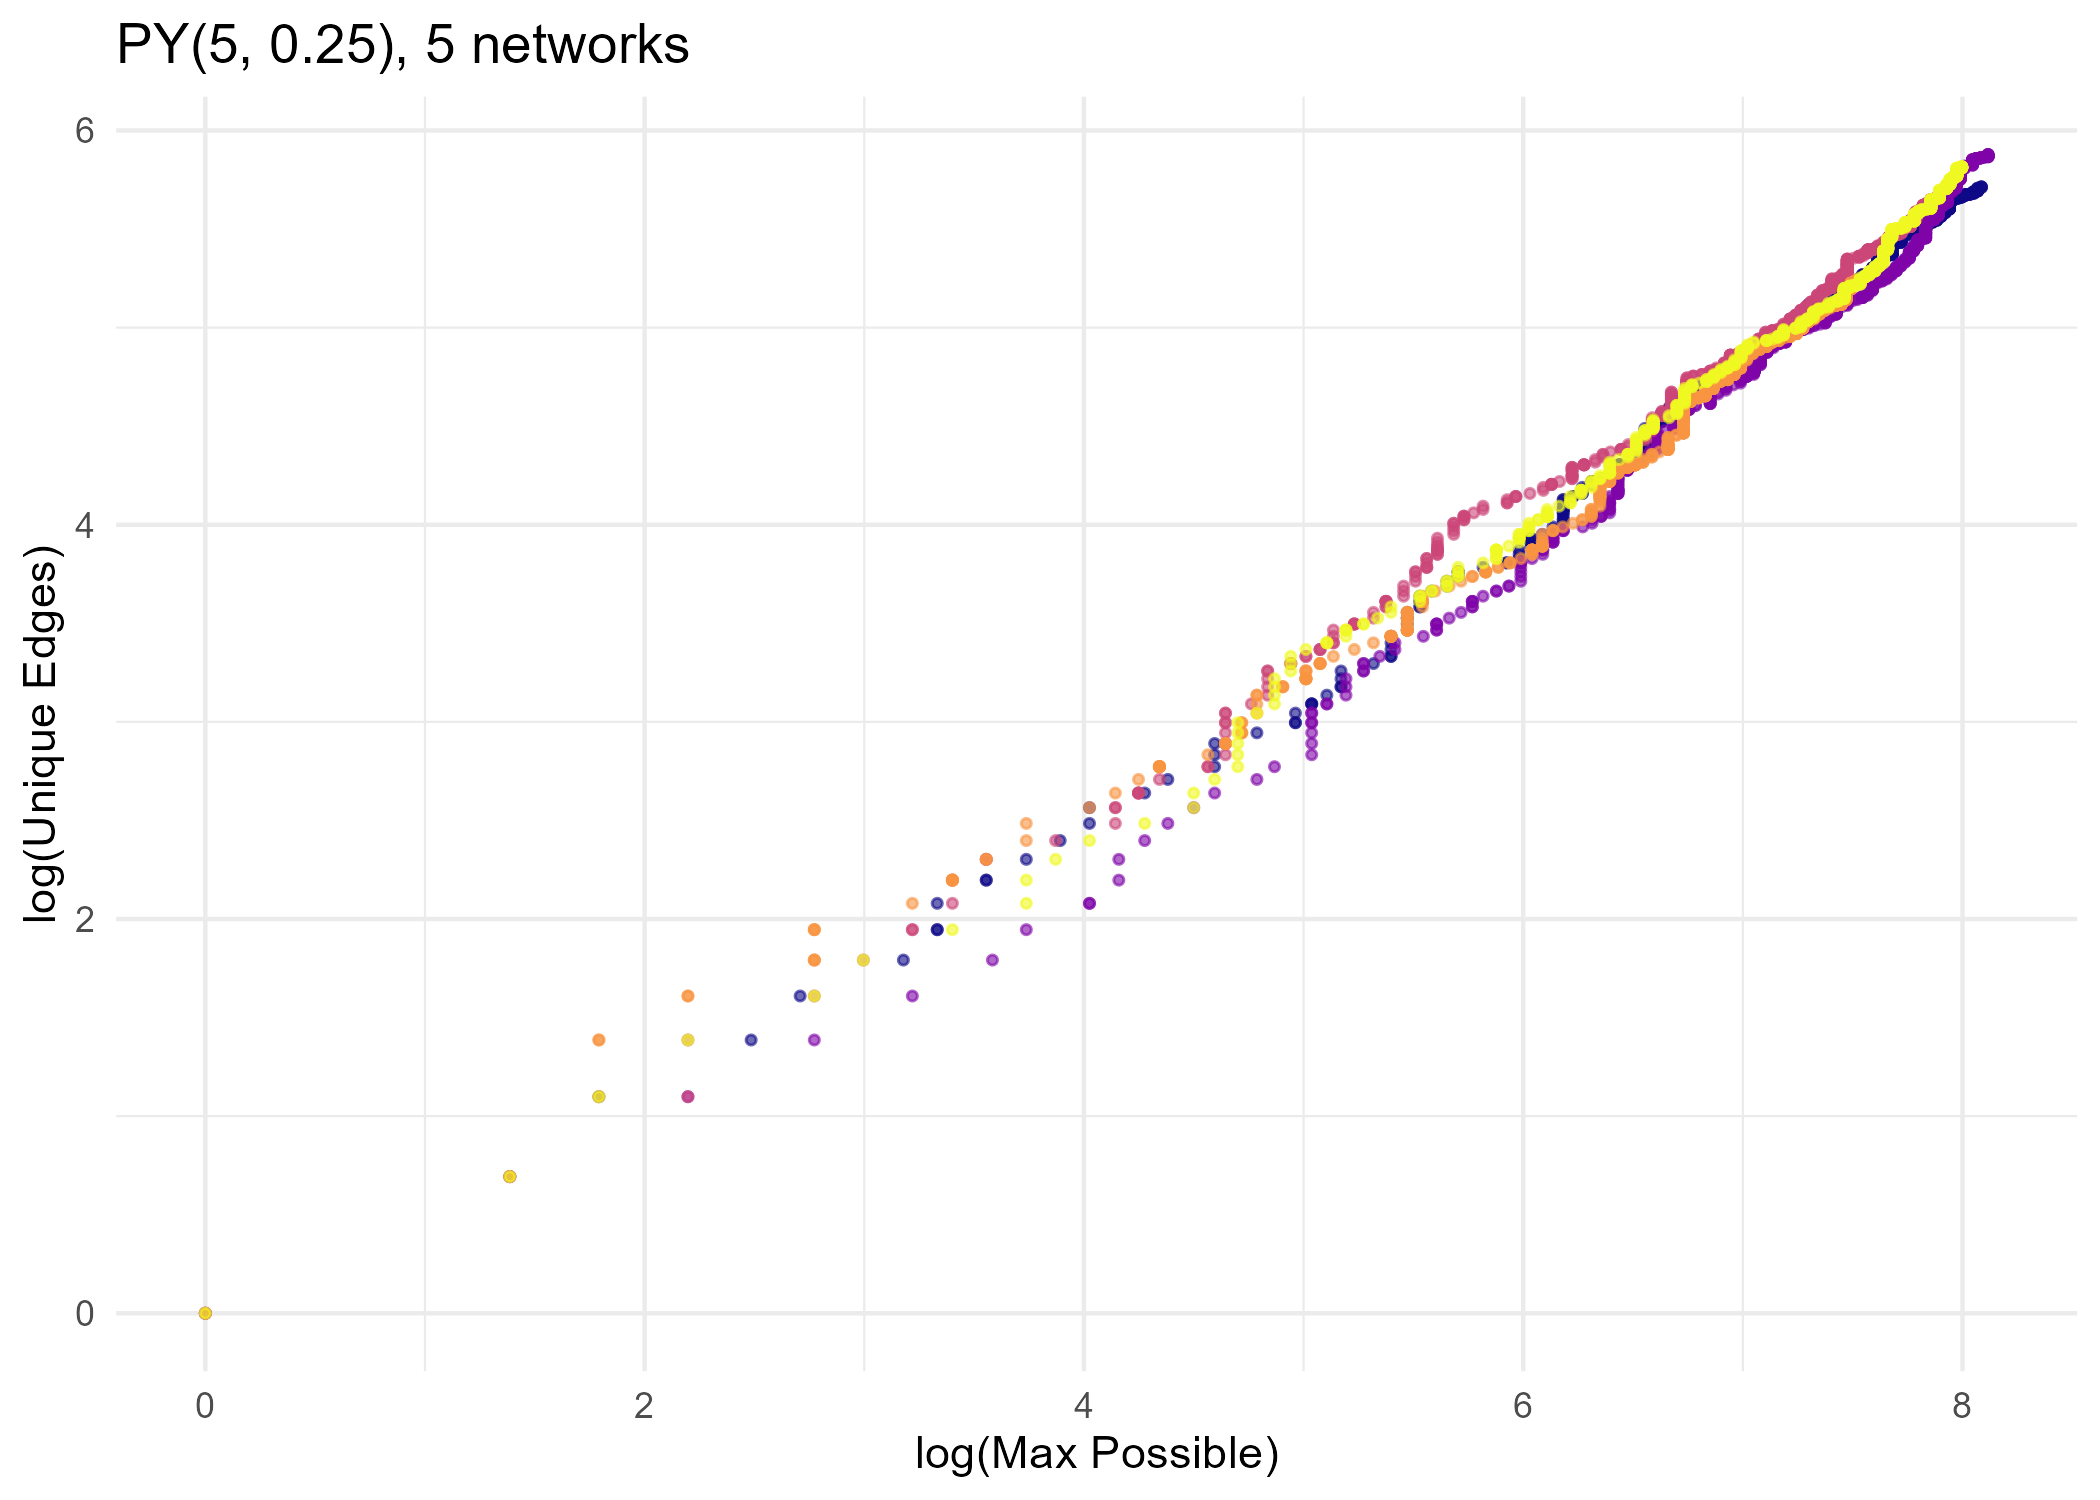 PY(5, 0.25), 5 networks
6
4
2
0
log(Unique Edges)
0 2 4 6 8
log(Max Possible)